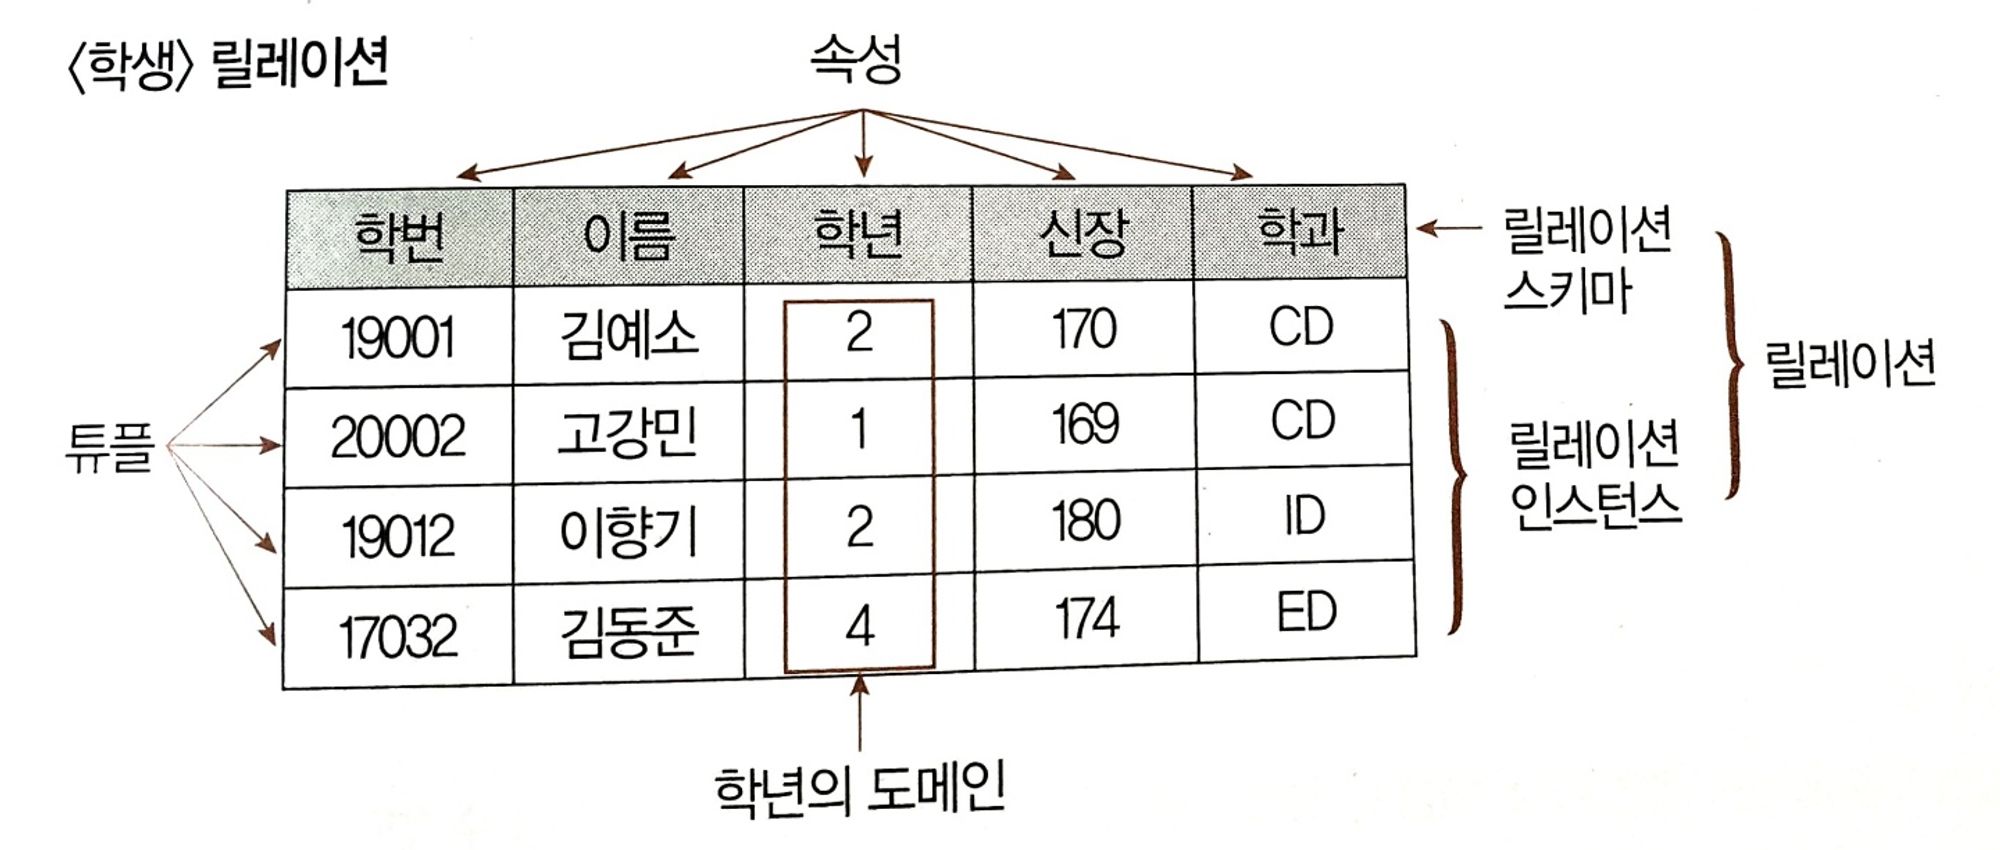 〈학생〉 릴레이션
속성
학번 이름 학년 신장 학과
릴레이션
스키마
19001 김예소 2 170 CD
릴레이션
20002 고강민 1 169 CD
튜플
릴레이션
인스턴스
19012 이향기 2 180 ID
17032 김동준 4 174 ED
학년의 도메인